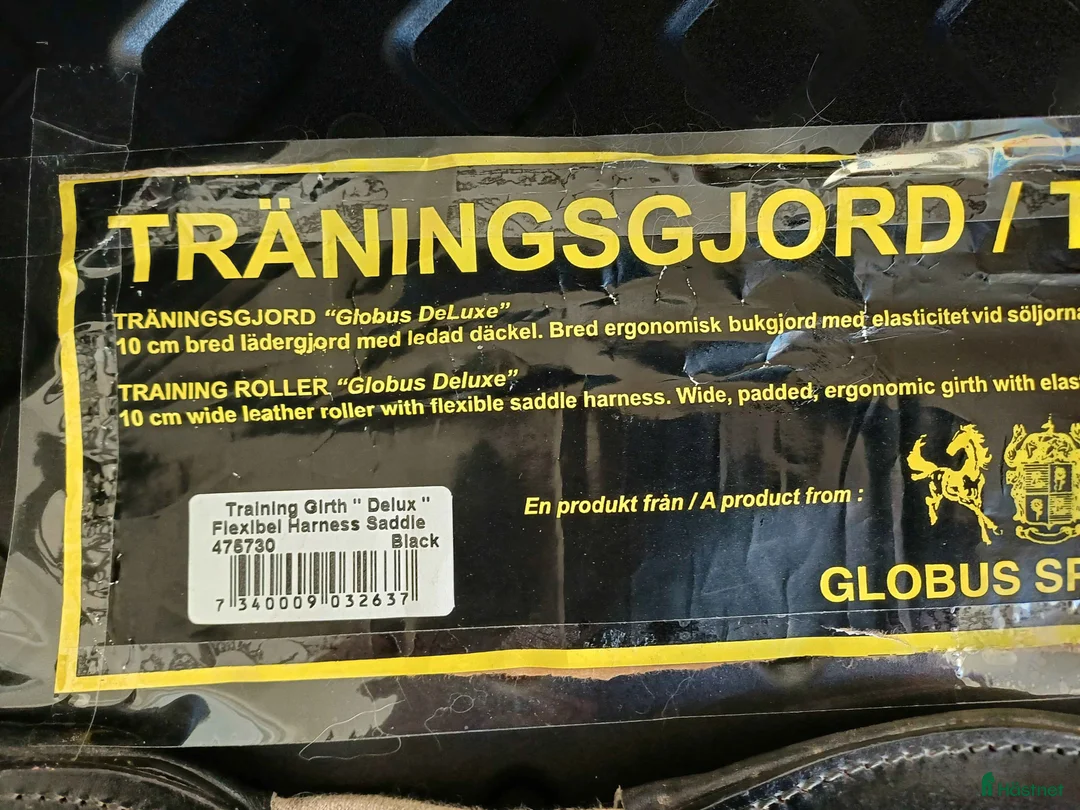 TRÄNINGSGJORD / T
TRÄNINGSGJORD "Globus DeLuxe"
10 cm bred lädergjord med ledad däckel. Bred ergonomisk bukgjord med elasticitet vid söljorna
TRAINING ROLLER "Globus Deluxe"
10 cm wide leather roller with flexible saddle harness. Wide, padded, ergonomic girth with elast
Training Girth " Delux "
Flexibel Harness Saddle
475730 Black
7 340009 032637
En produkt från / A product from :
GLOBUS SP
Hästnet